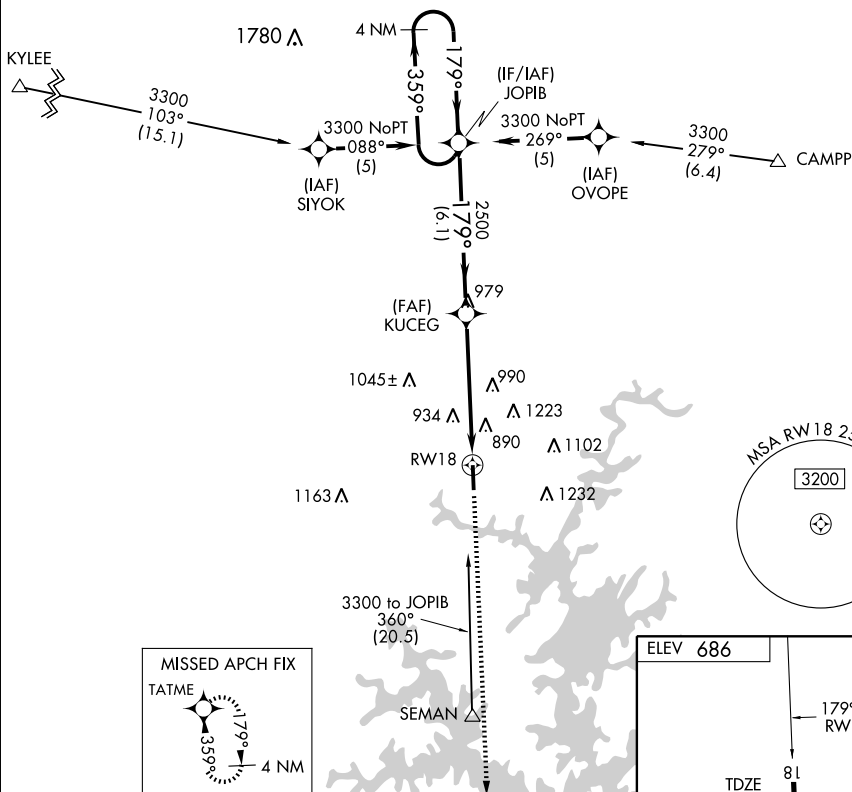 1780
4 NM
359°
179°
(IF/IAF)
JOPIB
KYLEE
3300
103°
(15.1)
3300 NoPT
088°
(5)
(IAF)
SIYOK
3300 NoPT
269°
(5)
(IAF)
OVOPE
3300
279°
(6.4)
CAMPP
2500
179°
(6.1)
979
(FAF)
KUCEG
1045±
990
934
1223
890
1102
RW18
1163
1232
MSA RW18
3200
3300 to JOPIB
360°
(20.5)
SEMAN
MISSED APCH FIX
TATME
179°
359°
4 NM
ELEV 686
179°
RW
18
TDZE